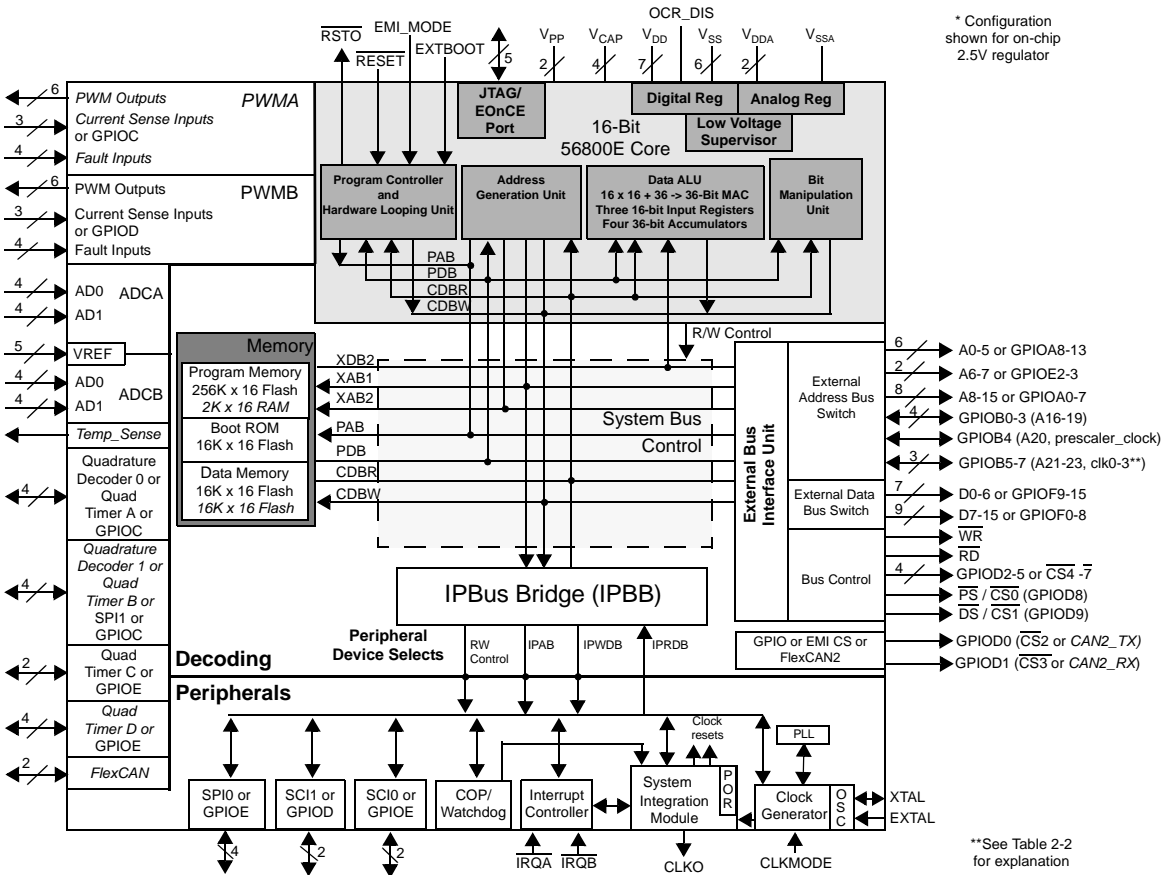 OCR_DIS
* Configuration
shown for on-chip
2.5V regulator
RSTO
EMI_MODE
RESET
EXTBOOT
5
VPP
2
VCAP
4
VDD
7
VSS
6
VDDA
2
VSSA
6
PWM Outputs
PWMA
3
Current Sense Inputs
or GPIOC
4
Fault Inputs
6
PWM Outputs
PWMB
3
Current Sense Inputs
or GPIOD
4
Fault Inputs
JTAG/
EOnCE
Port
Digital Reg
Analog Reg
Low Voltage
Supervisor
16-Bit
56800E Core
Program Controller
and
Hardware Looping Unit
Address
Generation Unit
Data ALU
16 x 16 + 36 -> 36-Bit MAC
Three 16-bit Input Registers
Four 36-bit Accumulators
Bit
Manipulation
Unit
PAB
PDB
CDBR
CDBW
R/W Control
4
AD0
ADCA
4
AD1
5
VREF
4
AD0
ADCB
4
AD1
Temp_Sense
4
Quadrature
Decoder 0 or
Quad
Timer A or
GPIOC
4
Quadrature
Decoder 1 or
Quad
Timer B or
SPI1 or
GPIOC
2
Quad
Timer C or
GPIOE
4
Quad
Timer D or
GPIOE
2
FlexCAN
Memory
Program Memory
256K x 16 Flash
2K x 16 RAM
Boot ROM
16K x 16 Flash
Data Memory
16K x 16 Flash
16K x 16 Flash
XDB2
XAB1
XAB2
PAB
PDB
CDBR
CDBW
System Bus
Control
External Bus
Interface Unit
External
Address Bus
Switch
External Data
Bus Switch
Bus Control
6
A0-5 or GPIOA8-13
2
A6-7 or GPIOE2-3
8
A8-15 or GPIOA0-7
4
GPIOB0-3 (A16-19)
GPIOB4 (A20, prescaler_clock)
3
GPIOB5-7 (A21-23, clk0-3**)
7
D0-6 or GPIOF9-15
9
D7-15 or GPIOF0-8
WR
RD
4
GPIOD2-5 or CS4 -7
PS / CS0 (GPIOD8)
DS / CS1 (GPIOD9)
GPIO or EMI CS or
FlexCAN2
GPIOD0 (CS2 or CAN2_TX)
GPIOD1 (CS3 or CAN2_RX)
IPBus Bridge (IPBB)
Peripheral
Device Selects
RW
Control
IPAB
IPWDB
IPRDB
Decoding
Peripherals
Clock
resets
PLL
SPI0 or
GPIOE
4
SCI1 or
GPIOD
2
SCI0 or
GPIOE
2
COP/
Watchdog
Interrupt
Controller
IRQA
IRQB
System
Integration
Module
P
O
R
CLKO
Clock
Generator
O
S
C
CLKMODE
XTAL
EXTAL
**See Table 2-2
for explanation